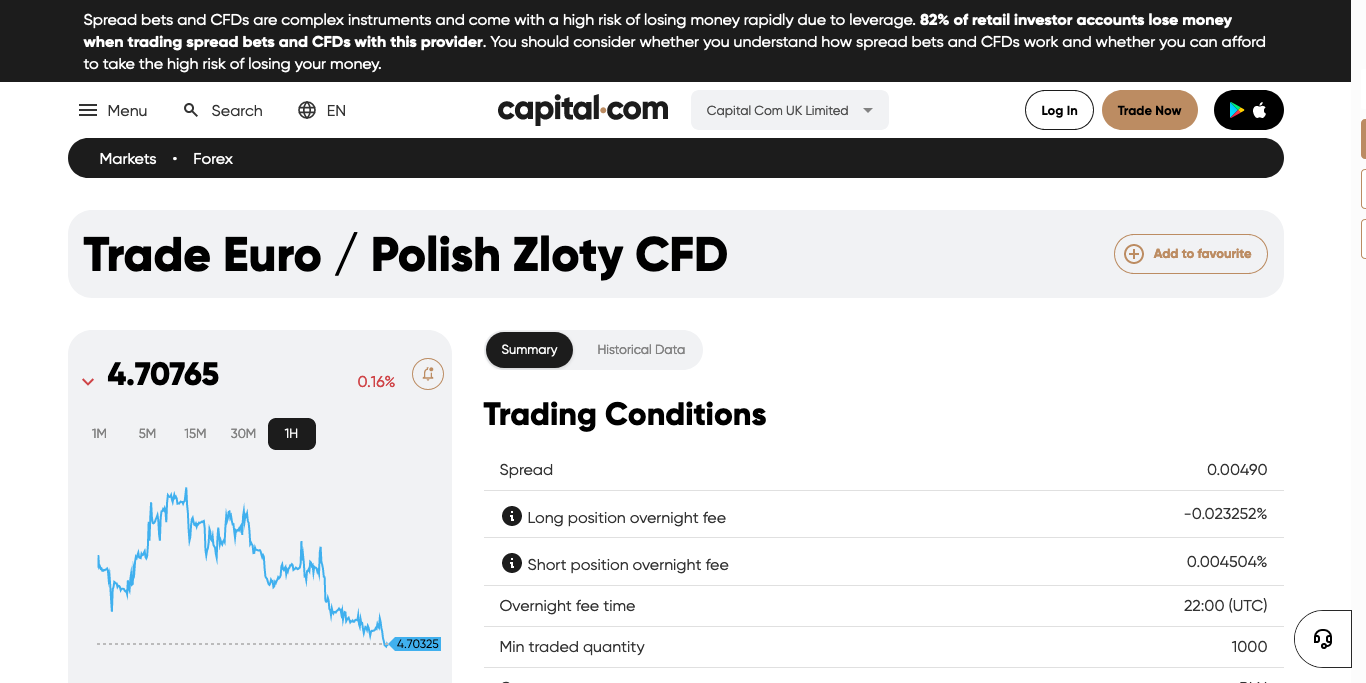 Spread bets and CFDs are complex instruments and come with a high risk of losing money rapidly due to leverage. 82% of retail investor accounts lose money
when trading spread bets and CFDs with this provider. You should consider whether you understand how spread bets and CFDs work and whether you can afford
to take the high risk of losing your money.
Menu
Search
EN
capital.com
Capital Com UK Limited
Log In
Trade Now
Markets • Forex
Trade Euro / Polish Zloty CFD
Add to favourite
4.70765
0.16%
1M 5M 15M 30M 1H
4.70325
Summary
Historical Data
Trading Conditions
Spread 0.00490
Long position overnight fee -0.023252%
Short position overnight fee 0.004504%
Overnight fee time 22:00 (UTC)
Min traded quantity 1000